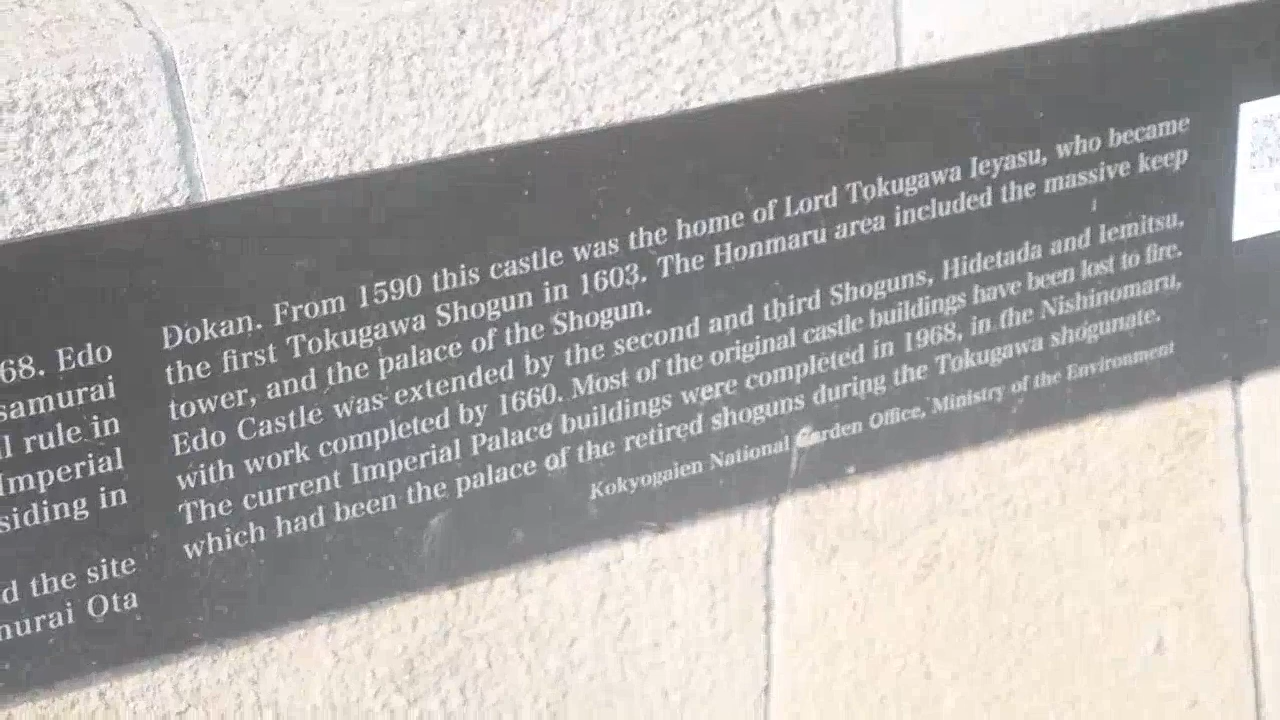 68. Edo
samurai
l rule in
Imperial
siding in
d the site
murai Ota
Dokan. From 1590 this castle was the home of Lord Tokugawa Ieyasu, who became
the first Tokugawa Shogun in 1603. The Honmaru area included the massive keep
tower, and the palace of the Shogun.
Edo Castle was extended by the second and third Shoguns, Hidetada and Iemitsu,
with work completed by 1660. Most of the original castle buildings have been lost to fire.
The current Imperial Palace buildings were completed in 1968, in the Nishinomaru,
which had been the palace of the retired shoguns during the Tokugawa shogunate.
Kokyogaien National Garden Office, Ministry of the Environment